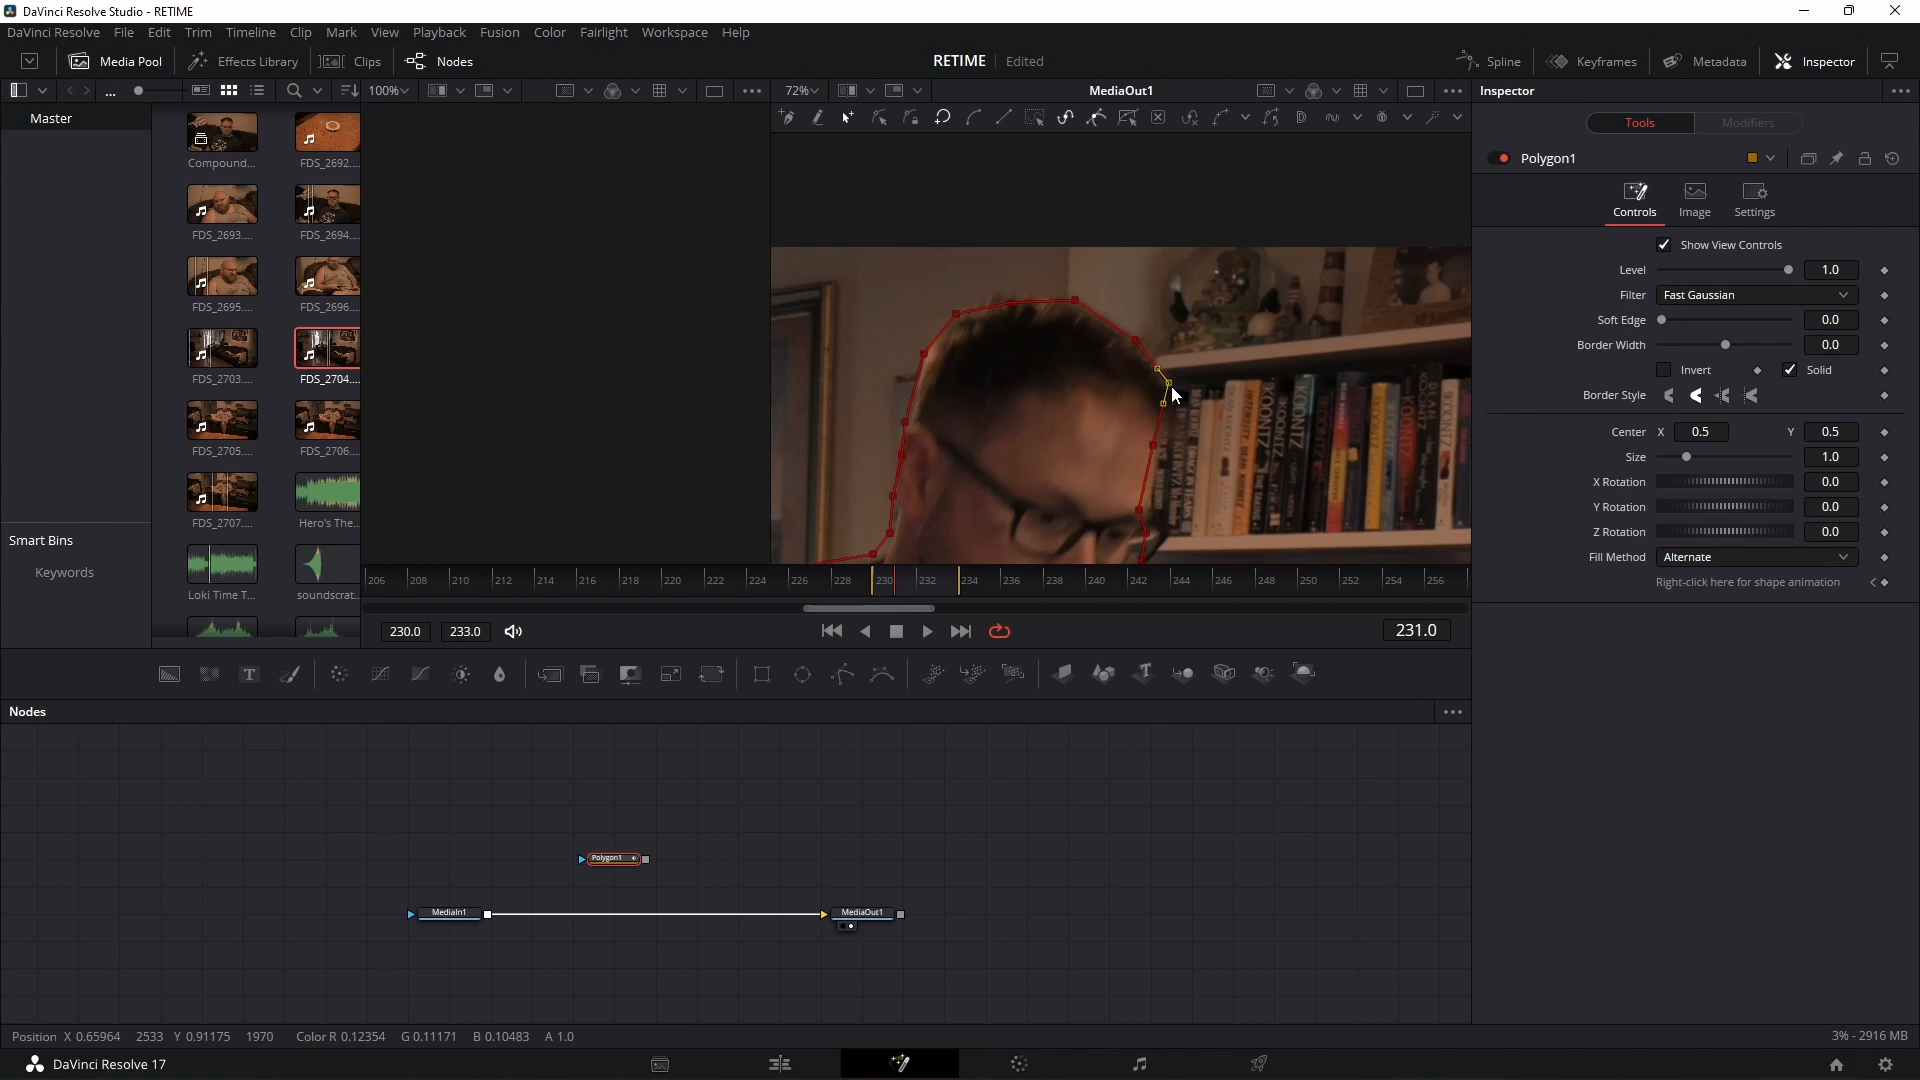 DaVinci Resolve Studio - RETIME
DaVinci Resolve File Edit Trim Timeline Clip Mark View Playback Fusion Color Fairlight Workspace Help
Media Pool Effects Library Clips Nodes RETIME Edited Spline Keyframes Metadata Inspector
100% 72% MediaOut1 Inspector
Master
Tools Modifiers
Polygon1
Controls Image Settings
Compound... FDS_2692....
FDS_2693.... FDS_2694....
FDS_2695.... FDS_2696....
FDS_2703.... FDS_2704....
FDS_2705.... FDS_2706....
FDS_2707.... Hero's The...
Loki Time T... soundscrat...
Smart Bins
Keywords
KOONTZ KOONTZ KOONTZ KOONTZ KOONTZ
Show View Controls
Level 1.0
Filter Fast Gaussian
Soft Edge 0.0
Border Width 0.0
Invert Solid
Border Style
Center X 0.5 Y 0.5
Size 1.0
X Rotation 0.0
Y Rotation 0.0
Z Rotation 0.0
Fill Method Alternate
Right-click here for shape animation
206 208 210 212 214 216 218 220 222 224 226 228 230 232 234 236 238 240 242 244 246 248 250 252 254 256
230.0 233.0 231.0
Nodes
Polygon1
MediaIn1 MediaOut1
Position X 0.65964 2533 Y 0.91175 1970 Color R 0.12354 G 0.11171 B 0.10483 A 1.0
3% - 2916 MB
DaVinci Resolve 17